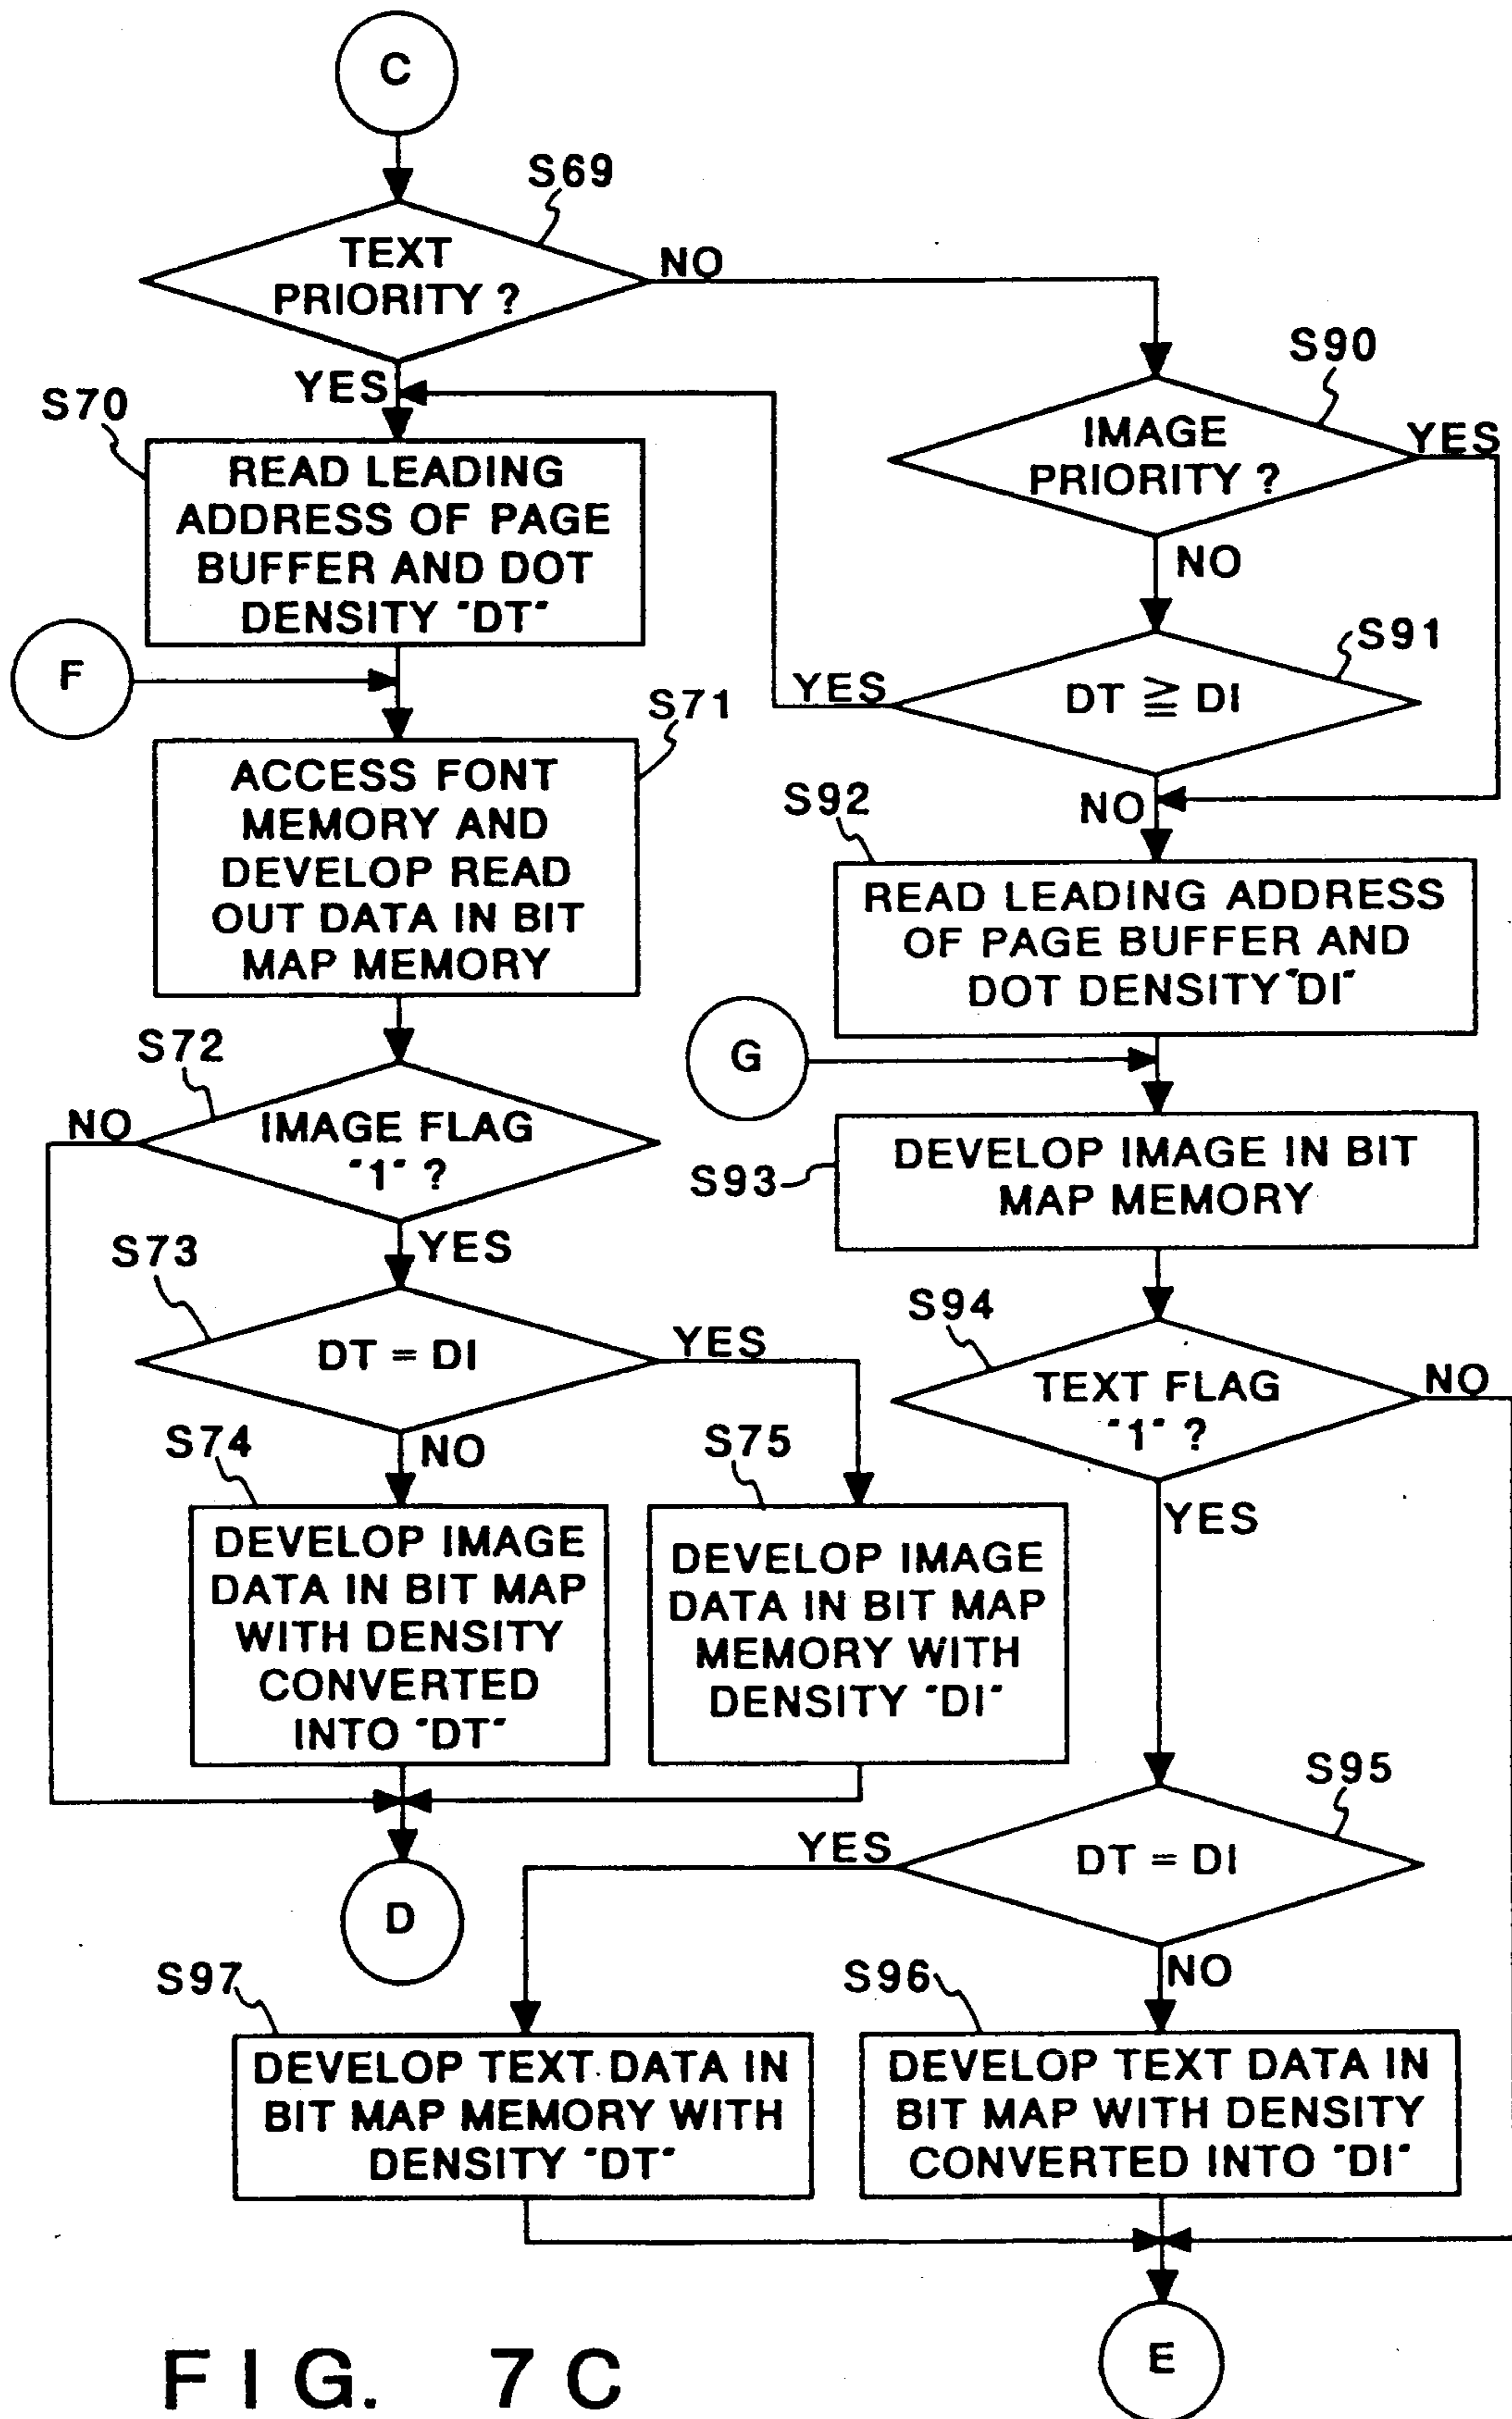 C
S69
TEXT
PRIORITY ?
NO
YES
S70
READ LEADING
ADDRESS OF PAGE
BUFFER AND DOT
DENSITY "DT"
F
S71
ACCESS FONT
MEMORY AND
DEVELOP READ
OUT DATA IN BIT
MAP MEMORY
S72
IMAGE FLAG
"1" ?
NO
YES
S73
DT = DI
YES
NO
S74
DEVELOP IMAGE
DATA IN BIT MAP
WITH DENSITY
CONVERTED
INTO "DT"
S75
DEVELOP IMAGE
DATA IN BIT MAP
MEMORY WITH
DENSITY "DI"
D
S90
IMAGE
PRIORITY ?
YES
NO
S91
DT ≧ DI
YES
NO
S92
READ LEADING ADDRESS
OF PAGE BUFFER AND
DOT DENSITY "DI"
G
S93
DEVELOP IMAGE IN BIT
MAP MEMORY
S94
TEXT FLAG
"1" ?
NO
YES
S95
DT = DI
YES
NO
S97
DEVELOP TEXT DATA IN
BIT MAP MEMORY WITH
DENSITY "DT"
S96
DEVELOP TEXT DATA IN
BIT MAP WITH DENSITY
CONVERTED INTO "DI"
E
FIG. 7C